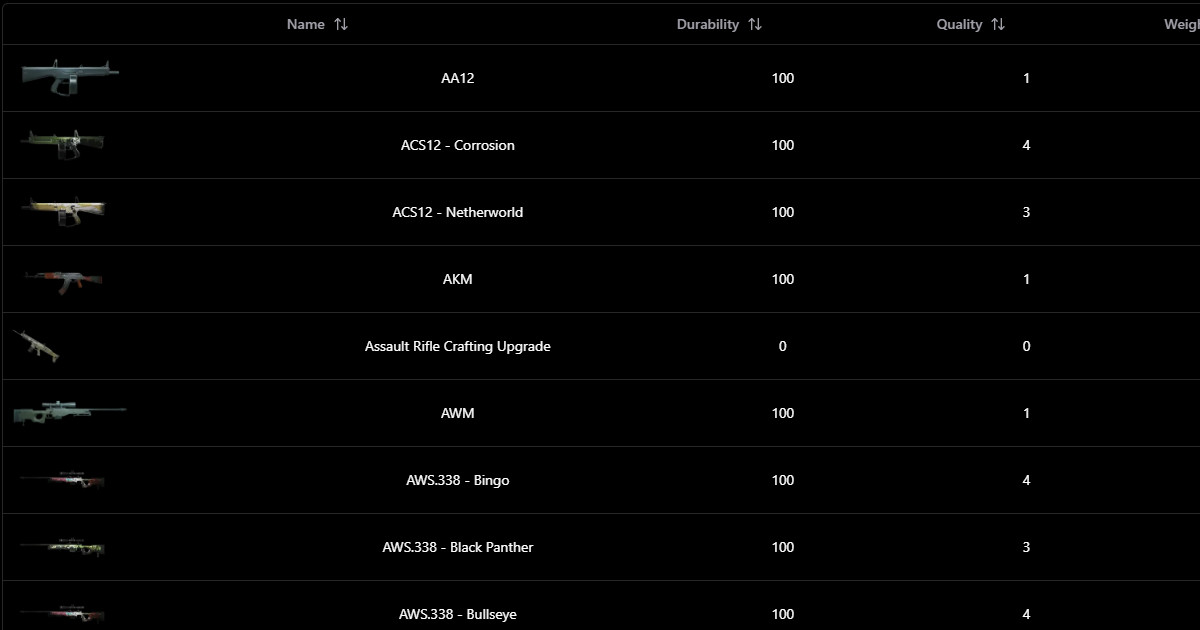 Name Durability Quality Weigh
AA12 100 1
ACS12 - Corrosion 100 4
ACS12 - Netherworld 100 3
AKM 100 1
Assault Rifle Crafting Upgrade 0 0
AWM 100 1
AWS.338 - Bingo 100 4
AWS.338 - Black Panther 100 3
AWS.338 - Bullseye 100 4